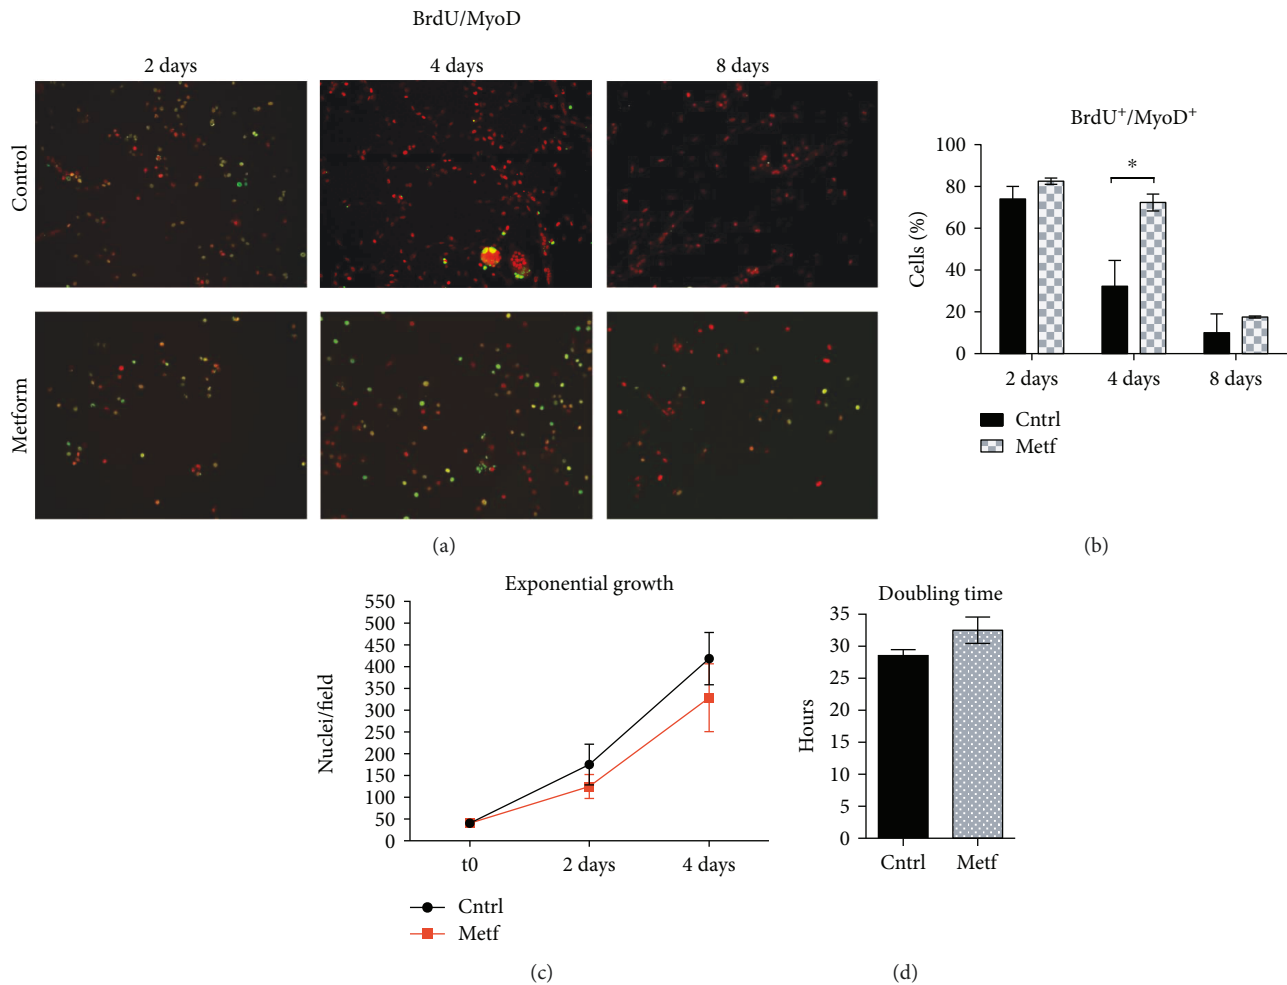 BrdU/MyoD
2 days
4 days
8 days
Control
Metform
(a)
BrdU⁺/MyoD⁺
Cells (%)
100
80
60
40
20
0
*
2 days
4 days
8 days
Cntrl
Metf
(b)
Exponential growth
Nuclei/field
550
500
450
400
350
300
250
200
150
100
50
0
t0
2 days
4 days
Cntrl
Metf
(c)
Doubling time
Hours
35
30
25
20
15
10
5
0
Cntrl
Metf
(d)